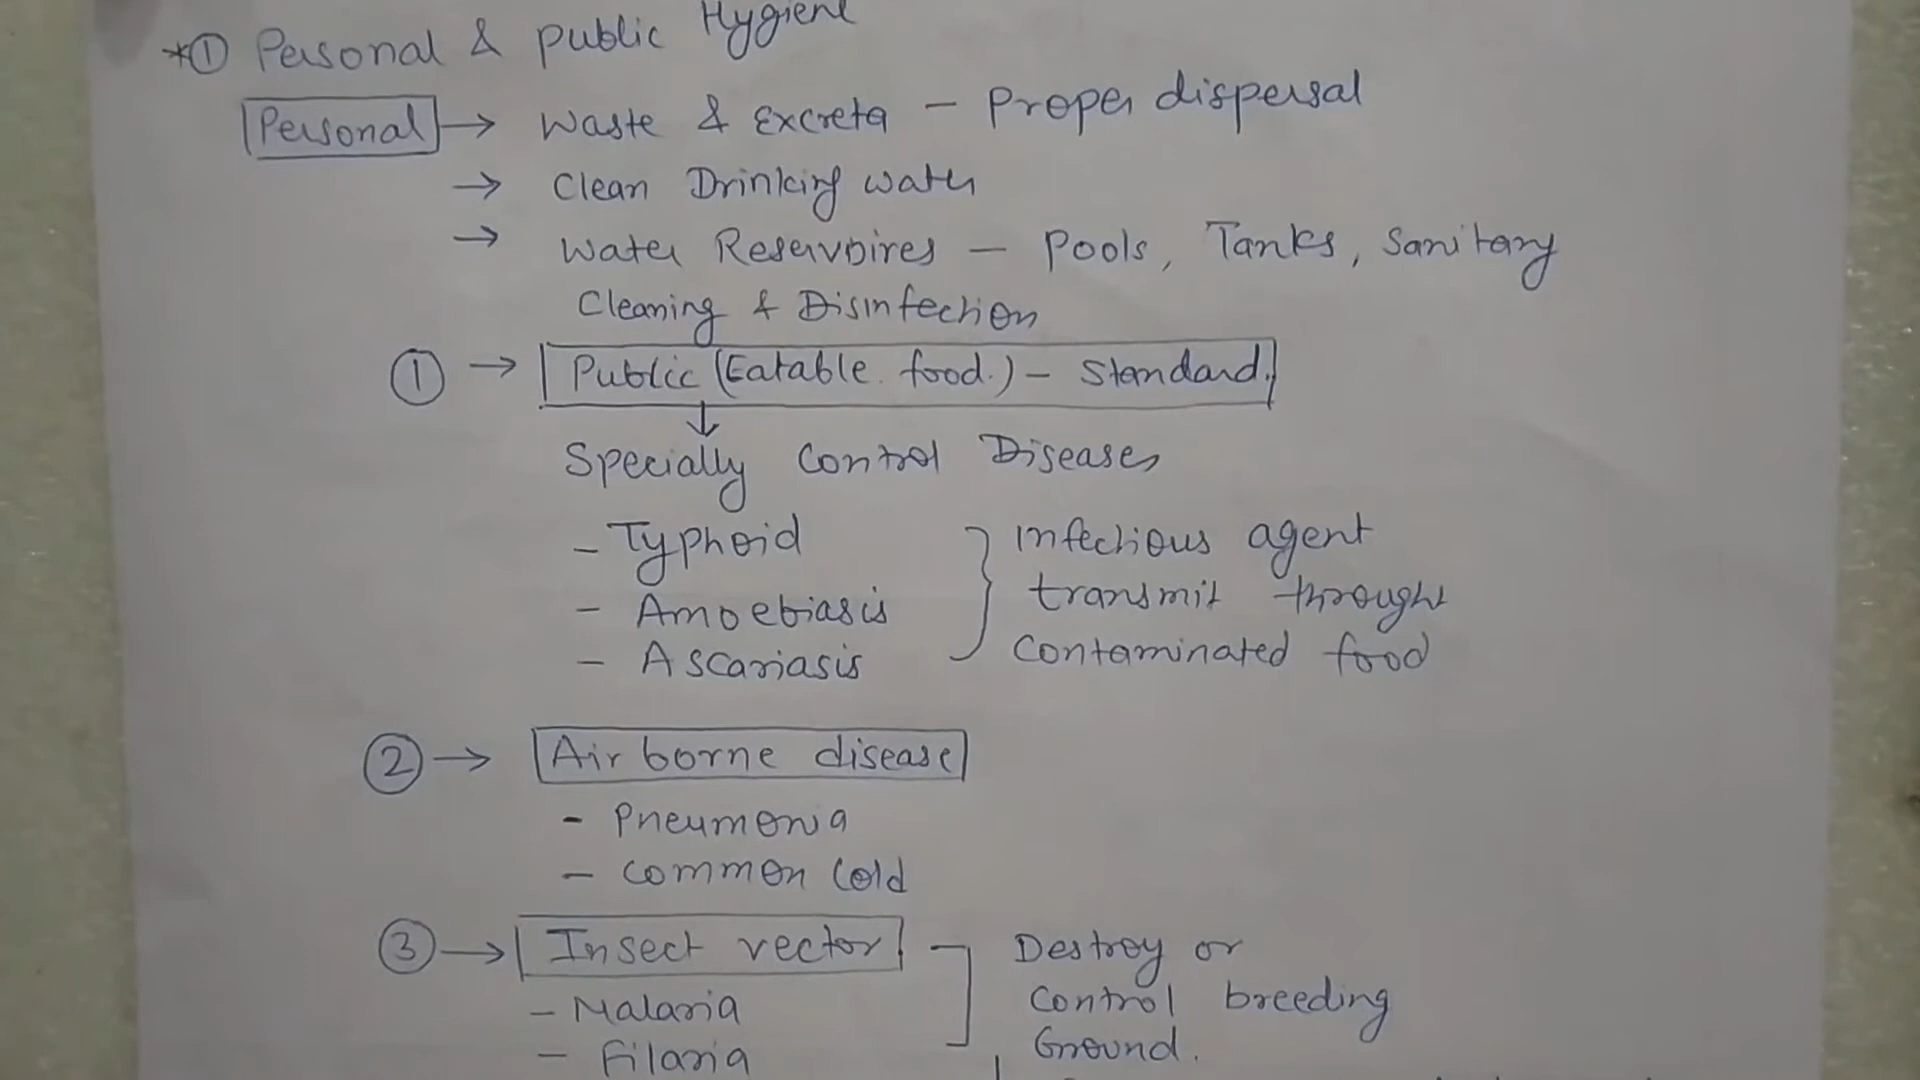 *① Personal & public Hygiene
Personal → Waste & Excreta - Proper dispersal
→ Clean Drinking water
→ Water Reservoires - Pools, Tanks, Sanitary
Cleaning & Disinfection
① → Public (Eatable food.) - Standard.
↓
Specially Control Diseases
- Typhoid
- Amoebiasis
- Ascariasis
} Infectious agent
transmit throught
Contaminated food
② → Air borne disease
- Pneumonia
- Common Cold
③ → Insect vector
- Malaria
- Filaria
Destroy or
Control breeding
Ground.